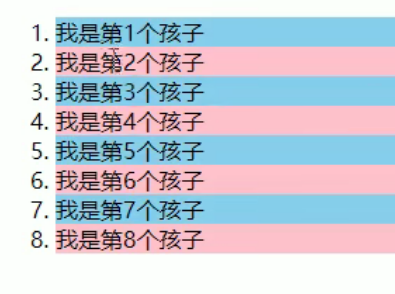 1. 我是第1个孩子
2. 我是第2个孩子
3. 我是第3个孩子
4. 我是第4个孩子
5. 我是第5个孩子
6. 我是第6个孩子
7. 我是第7个孩子
8. 我是第8个孩子